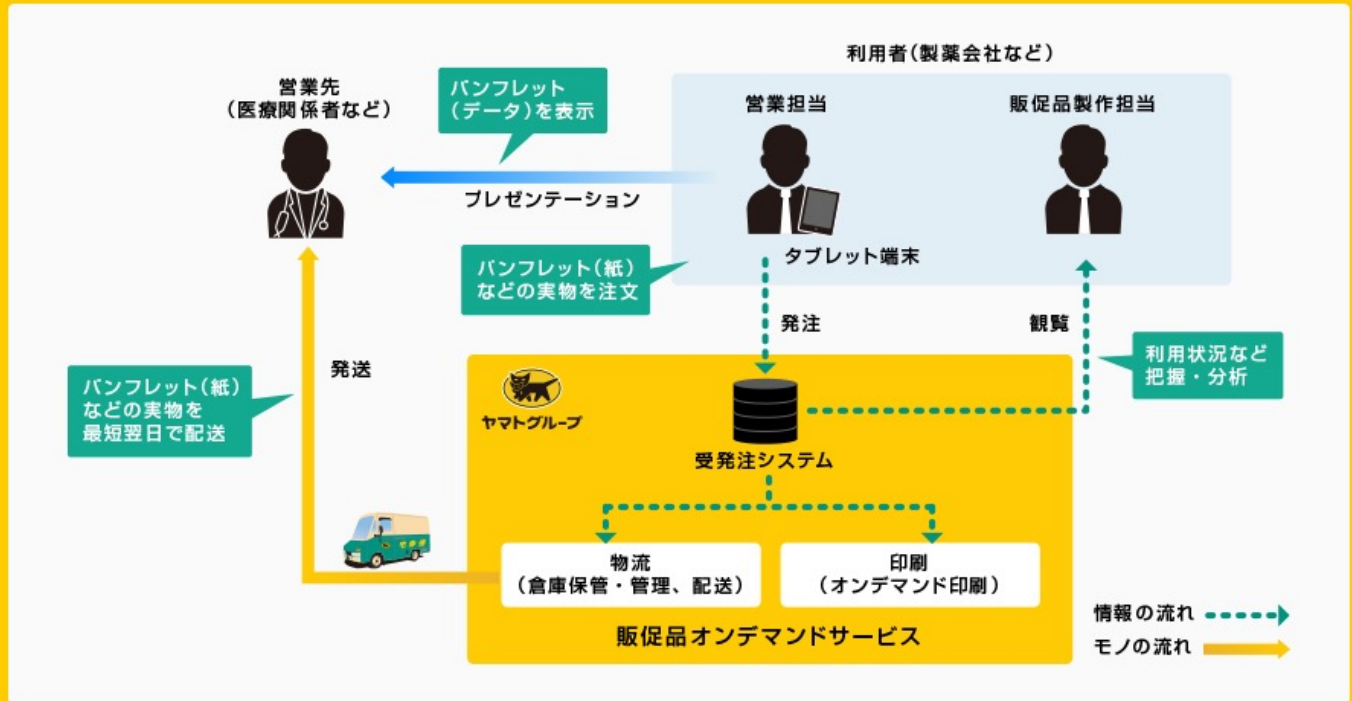 利用者(製薬会社など)
営業先
(医療関係者など)
パンフレット
(データ)を表示
営業担当
販促品製作担当
プレゼンテーション
タブレット端末
パンフレット(紙)
などの実物を注文
発注
観覧
利用状況など
把握・分析
発送
パンフレット(紙)
などの実物を
最短翌日で配送
ヤマトグループ
受発注システム
物流
(倉庫保管・管理、配送)
印刷
(オンデマンド印刷)
販促品オンデマンドサービス
情報の流れ
モノの流れ